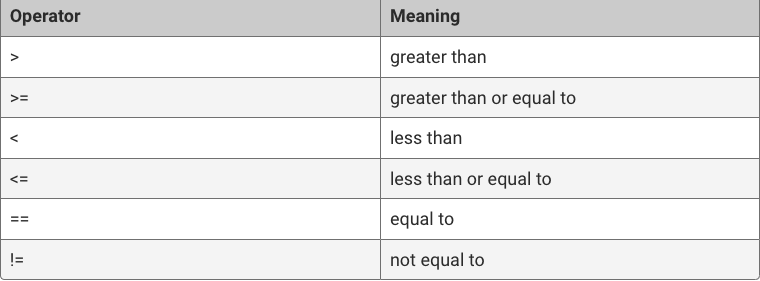 Operator Meaning
> greater than
>= greater than or equal to
< less than
<= less than or equal to
== equal to
!= not equal to